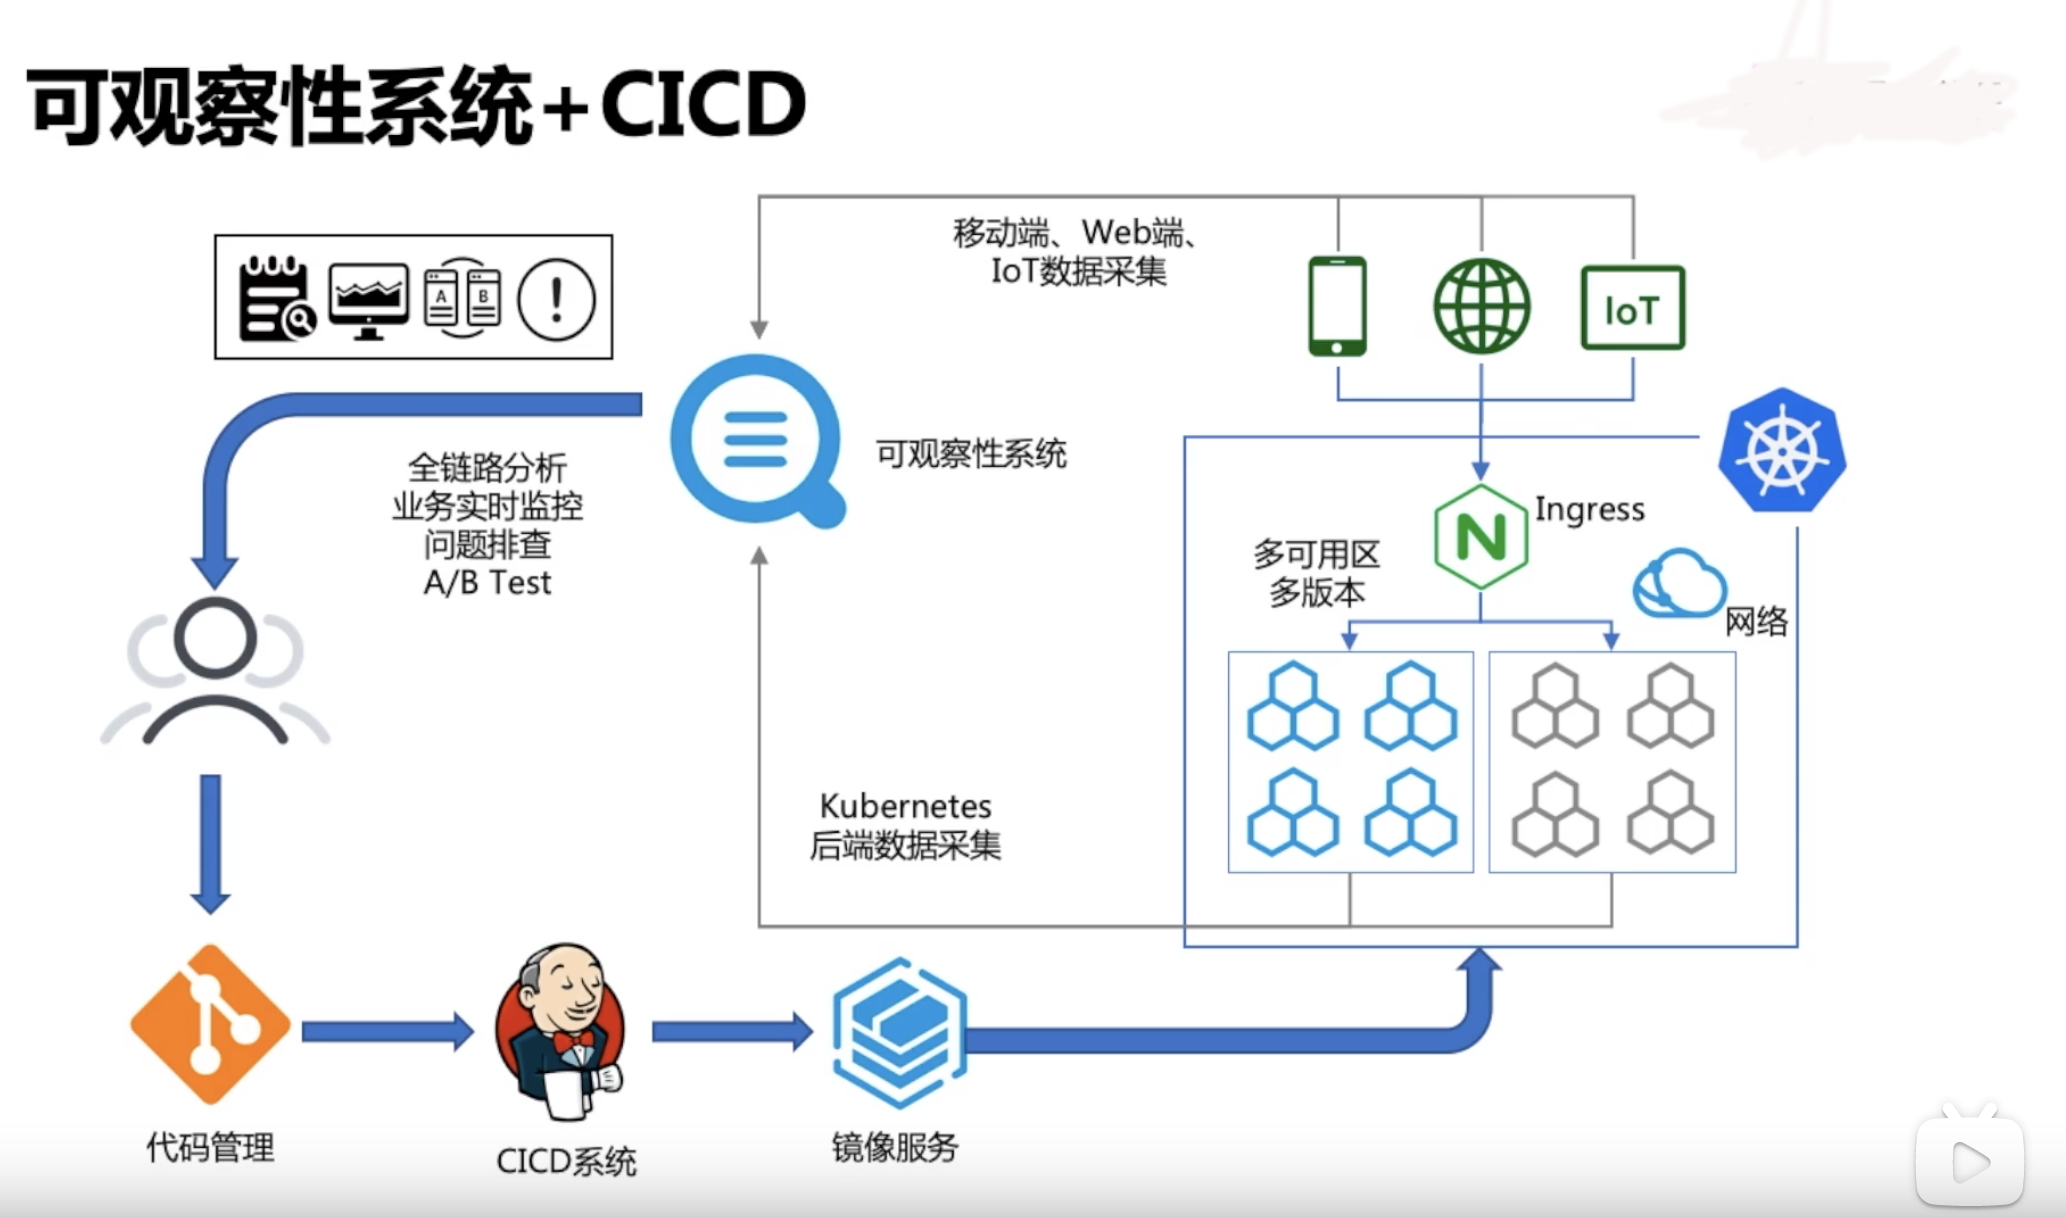 可观察性系统+CICD
移动端、Web端、
IoT数据采集
IoT
A
B
全链路分析
业务实时监控
问题排查
A/B Test
可观察性系统
Ingress
多可用区
多版本
网络
Kubernetes
后端数据采集
代码管理
CICD系统
镜像服务